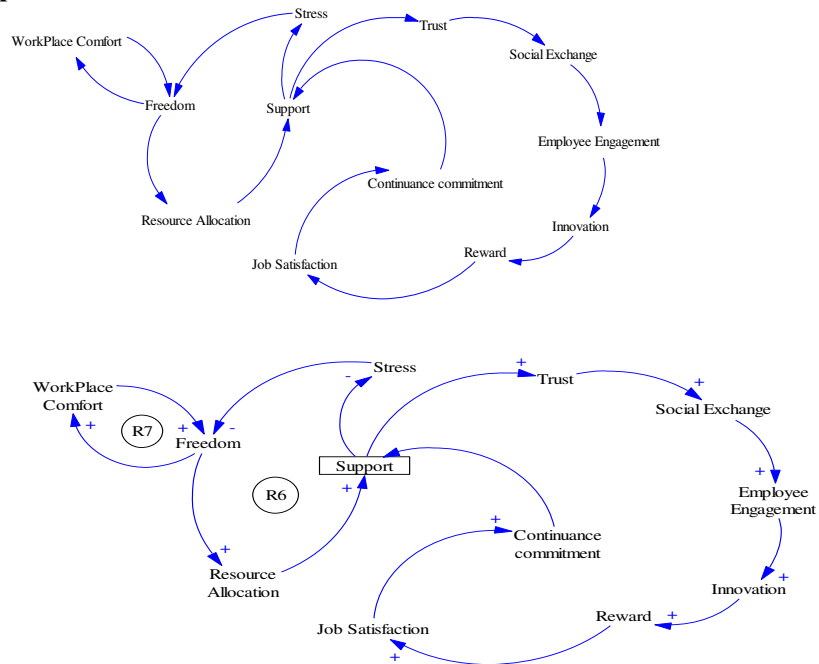 Stress
Trust
WorkPlace Comfort
Social Exchange
Freedom
Support
Employee Engagement
Continuance commitment
Resource Allocation
Innovation
Reward
Job Satisfaction
+
Stress
-
Trust
+
WorkPlace
Comfort
Social Exchange
+
R7
+
-
Freedom
Support
+
+
R6
Employee
Engagement
+
Continuance
commitment
+
Resource
Allocation
+
Innovation
+
Reward
Job Satisfaction
+